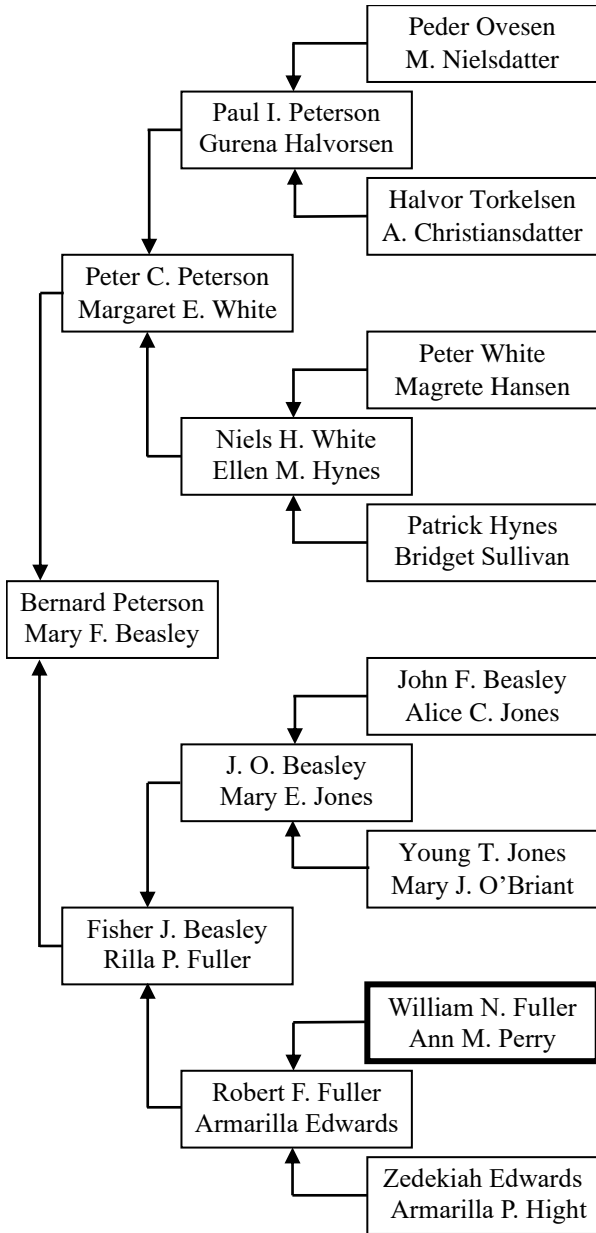 Peder Ovesen
M. Nielsdatter
Paul I. Peterson
Gurena Halvorsen
Halvor Torkelsen
A. Christiansdatter
Peter C. Peterson
Margaret E. White
Peter White
Magrete Hansen
Niels H. White
Ellen M. Hynes
Patrick Hynes
Bridget Sullivan
Bernard Peterson
Mary F. Beasley
John F. Beasley
Alice C. Jones
J. O. Beasley
Mary E. Jones
Young T. Jones
Mary J. O’Briant
Fisher J. Beasley
Rilla P. Fuller
William N. Fuller
Ann M. Perry
Robert F. Fuller
Armarilla Edwards
Zedekiah Edwards
Armarilla P. Hight